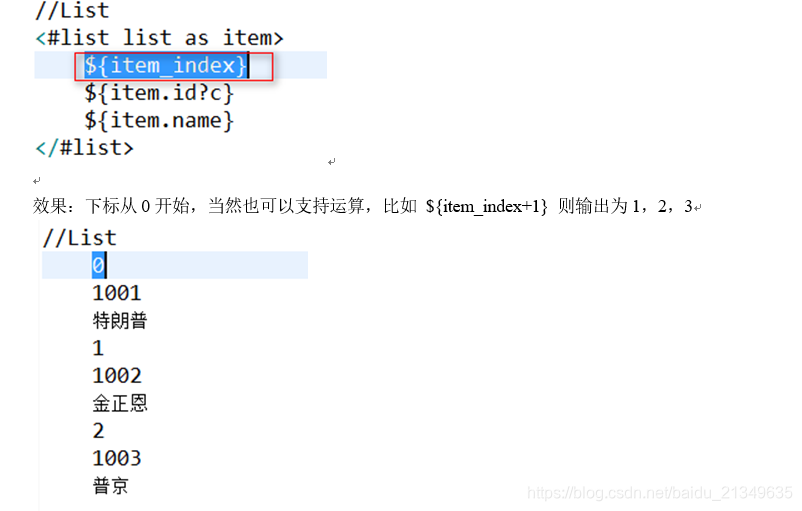 //List
<#list list as item>
${item_index}
${item.id?c}
${item.name}
</#list>
效果：下标从 0 开始，当然也可以支持运算，比如 ${item_index+1} 则输出为 1，2，3
//List
0
1001
特朗普
1
1002
金正恩
2
1003
普京
https://blog.csdn.net/baidu_21349635